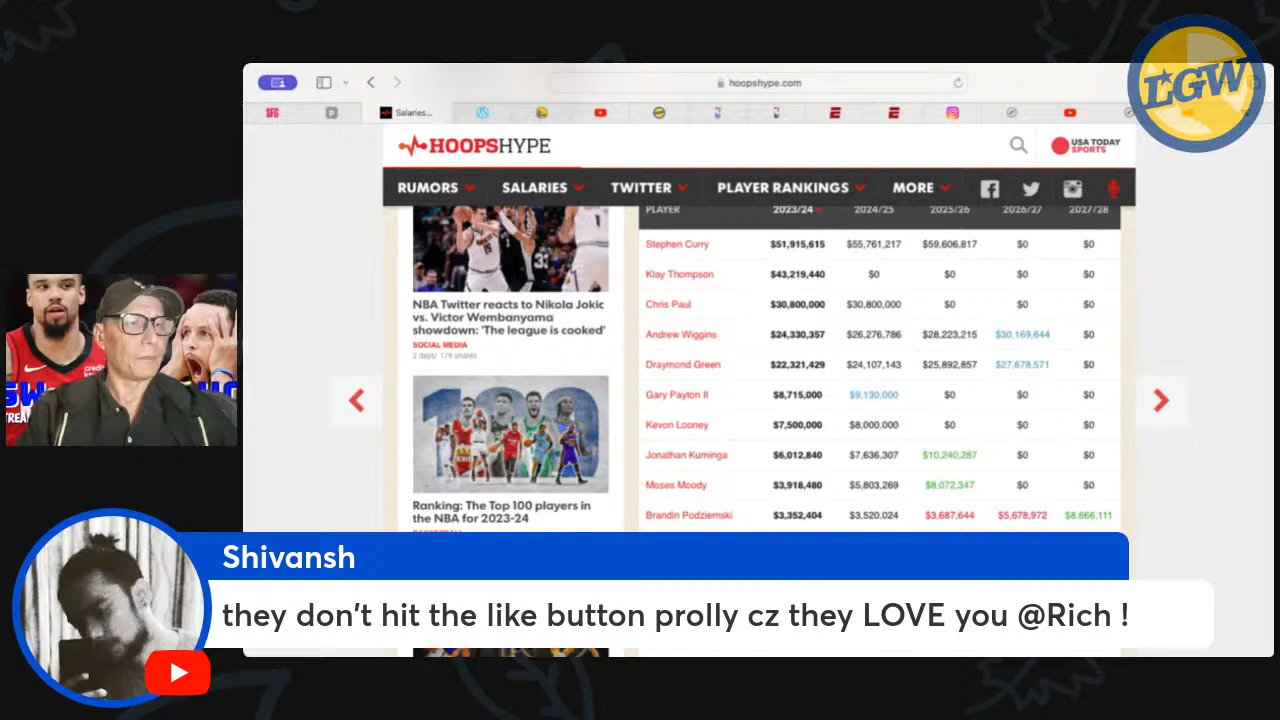 LGW
hoopshype.com
SFG
Salaries...
HOOPSHYPE
USA TODAY
SPORTS
RUMORS
SALARIES
TWITTER
PLAYER RANKINGS
MORE
PLAYER 2023/24 2024/25 2025/26 2026/27 2027/28
Stephen Curry $51,915,615 $55,761,217 $59,606,817 $0 $0
Klay Thompson $43,219,440 $0 $0 $0 $0
Chris Paul $30,800,000 $30,800,000 $0 $0 $0
Andrew Wiggins $24,330,357 $26,276,786 $28,223,215 $30,169,644 $0
Draymond Green $22,321,429 $24,107,143 $25,892,857 $27,678,571 $0
Gary Payton II $8,715,000 $9,130,000 $0 $0 $0
Kevon Looney $7,500,000 $8,000,000 $0 $0 $0
Jonathan Kuminga $6,012,840 $7,636,307 $10,240,287 $0 $0
Moses Moody $3,918,480 $5,803,269 $8,072,347 $0 $0
Brandin Podziemski $3,352,404 $3,520,024 $3,687,644 $5,678,972 $8,666,111
NBA Twitter reacts to Nikola Jokic
vs. Victor Wembanyama
showdown: 'The league is cooked'
SOCIAL MEDIA
2 days/ 179 shares
Ranking: The Top 100 players in
the NBA for 2023-24
Shivansh
they don't hit the like button prolly cz they LOVE you @Rich !